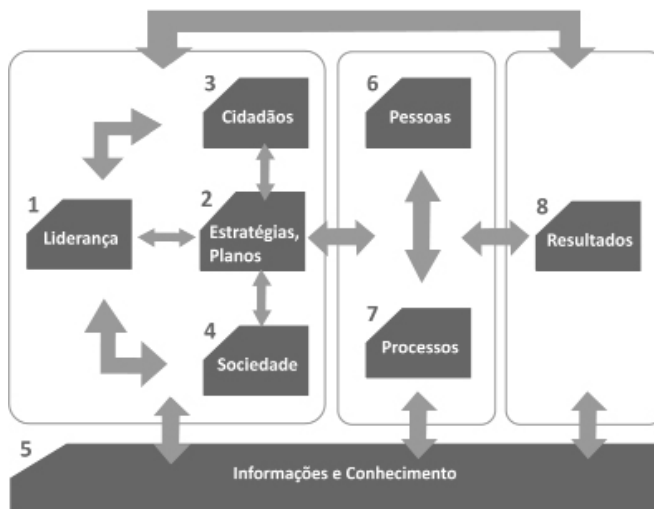 1
Liderança
2
Estratégias,
Planos
3
Cidadãos
4
Sociedade
5
Informações e Conhecimento
6
Pessoas
7
Processos
8
Resultados